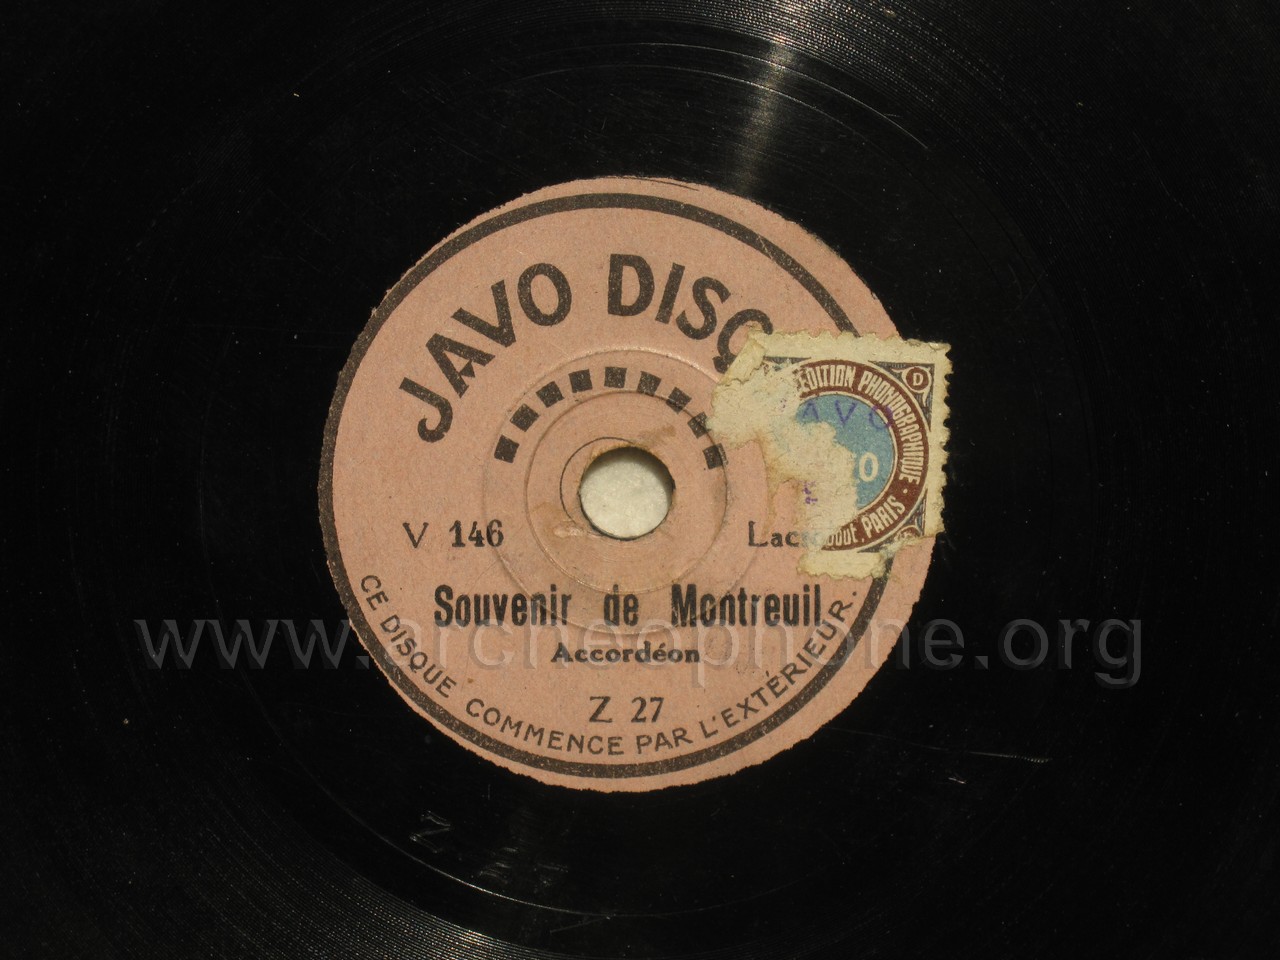 JAVO DISQ
EDITION PHONOGRAPHIQUE · PARIS
D
AVO
V 146
Souvenir de Montreuil
Accordéon
Z 27
CE DISQUE COMMENCE PAR L'EXTÉRIEUR.
www.archeophone.org
Z